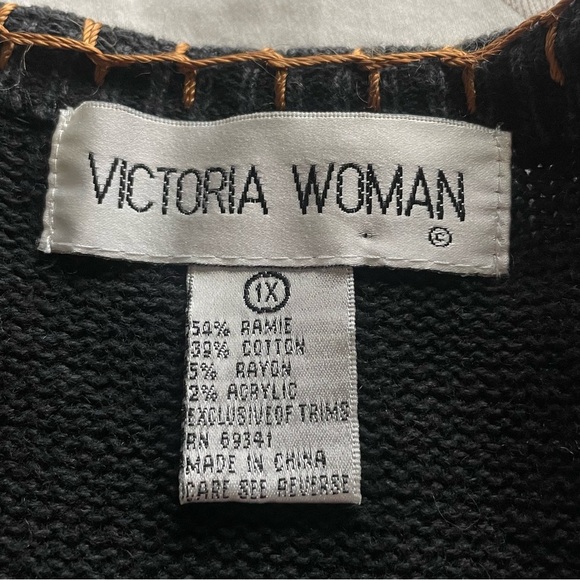 VICTORIA WOMAN
©
1X
54% RAMIE
39% COTTON
5% RAYON
2% ACRYLIC
EXCLUSIVE OF TRIMS
RN 69341
MADE IN CHINA
CARE SEE REVERSE